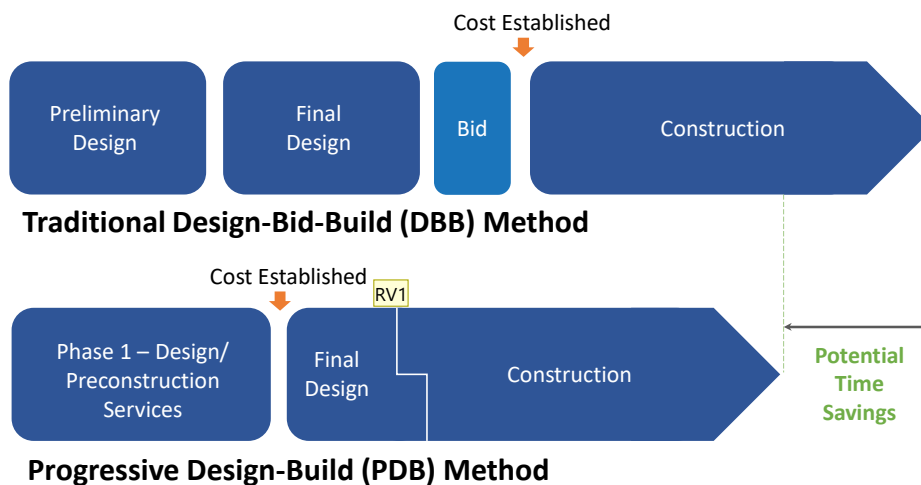 Cost Established
Preliminary
Design
Final
Design
Bid
Construction
Traditional Design-Bid-Build (DBB) Method
Cost Established
RV1
Phase 1 – Design/
Preconstruction
Services
Final
Design
Construction
Potential
Time
Savings
Progressive Design-Build (PDB) Method